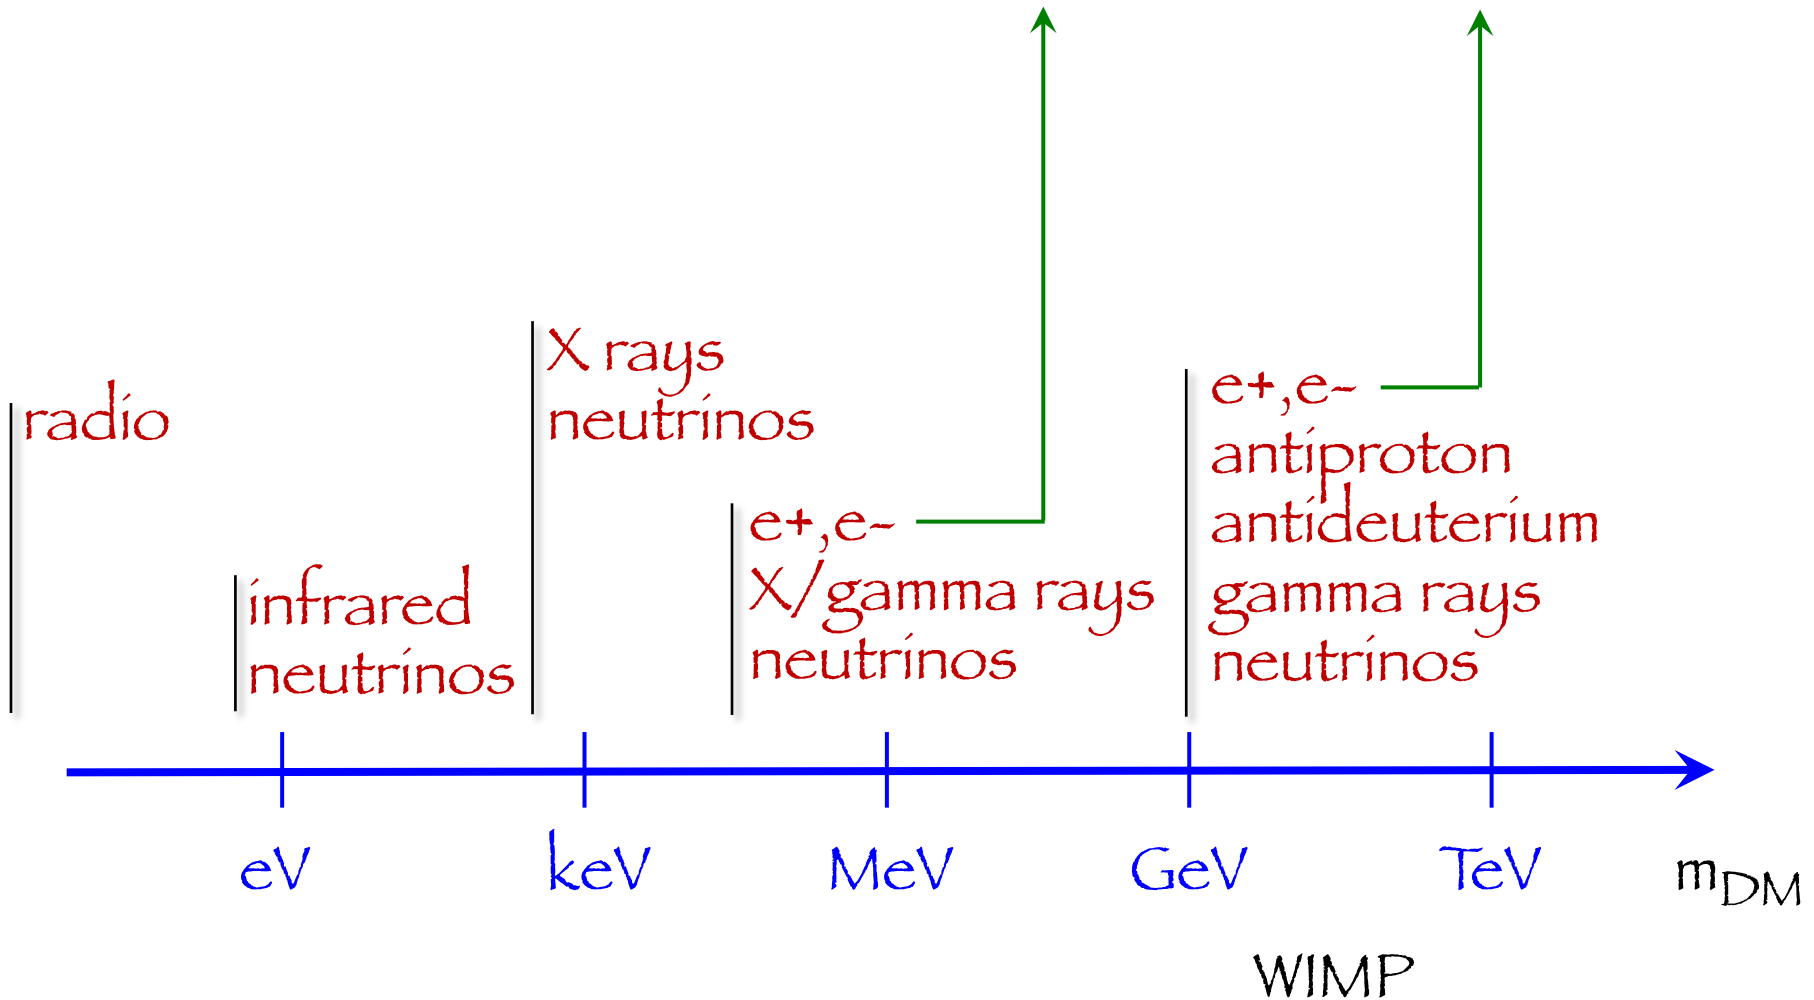 radio
infrared
neutrinos
X rays
neutrinos
e+,e-
X/gamma rays
neutrinos
e+,e-
antiproton
antideuterium
gamma rays
neutrinos
eV
keV
MeV
GeV
TeV
mDM
WIMP